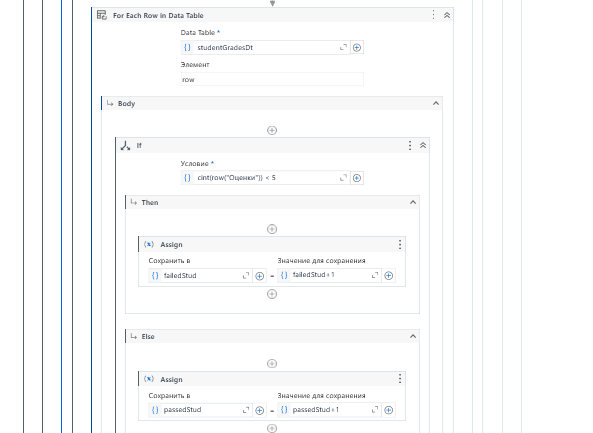 For Each Row in Data Table
Data Table *
studentGradesDt
Элемент
row
Body
If
Условие *
cint(row("Оценки")) < 5
Then
Assign
Сохранить в Значение для сохранения
failedStud = failedStud+1
Else
Assign
Сохранить в Значение для сохранения
passedStud = passedStud+1